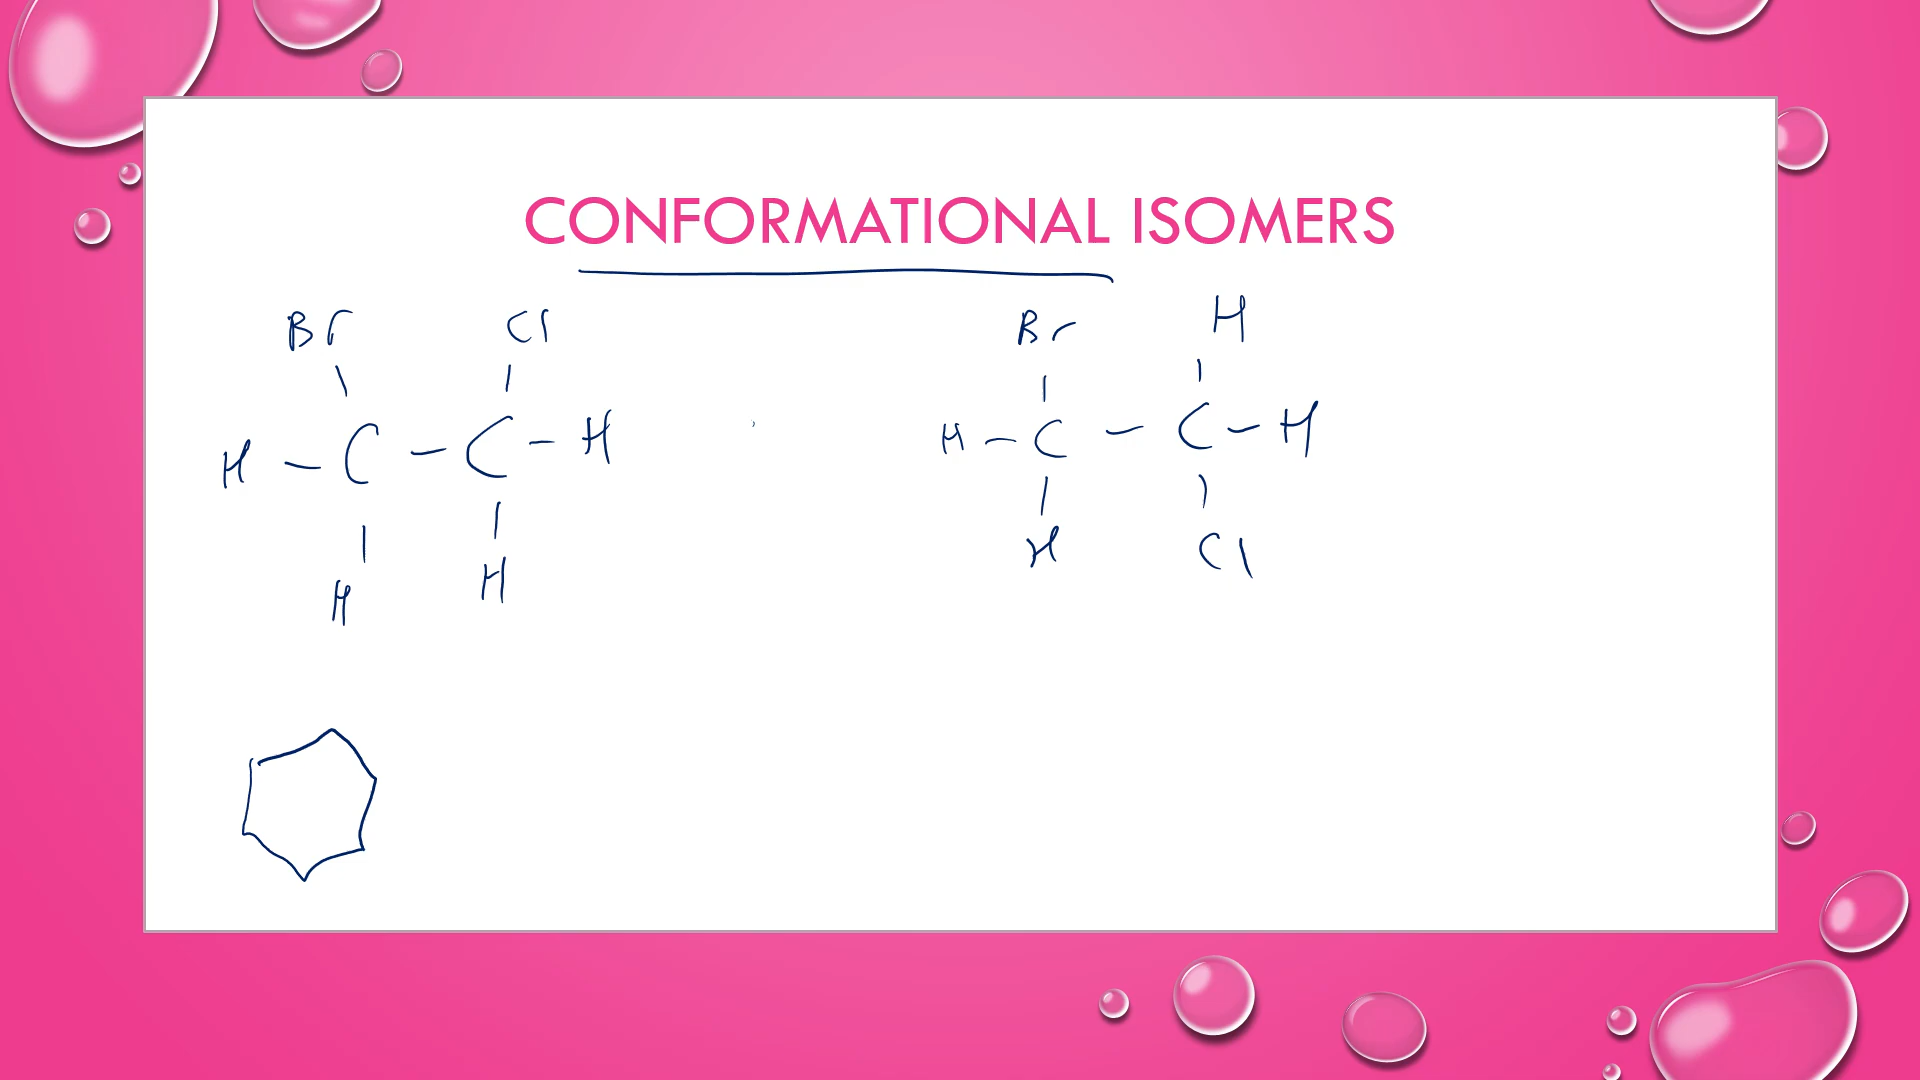 CONFORMATIONAL ISOMERS
Br Cl
H - C - C - H
H H
Br H
H - C - C - H
H Cl